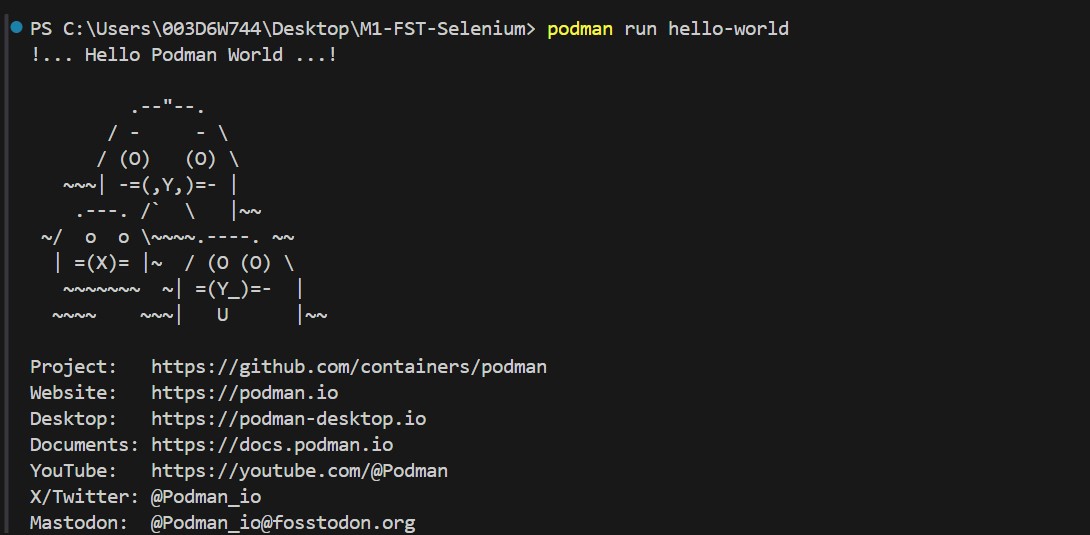 PS C:\Users\003D6W744\Desktop\M1-FST-Selenium> podman run hello-world
!... Hello Podman World ...!

         .--"--.
       / -     - \
      / (O)   (O) \
   ~~~| -=(,Y,)=- |
    .---. /`  \   |~~
 ~/  o  o \~~~~.----. ~~
  | =(X)= |~  / (O (O) \
   ~~~~~~~  ~| =(Y_)=-  |
  ~~~~    ~~~|   U      |~~

Project:   https://github.com/containers/podman
Website:   https://podman.io
Desktop:   https://podman-desktop.io
Documents: https://docs.podman.io
YouTube:   https://youtube.com/@Podman
X/Twitter: @Podman_io
Mastodon:  @Podman_io@fosstodon.org